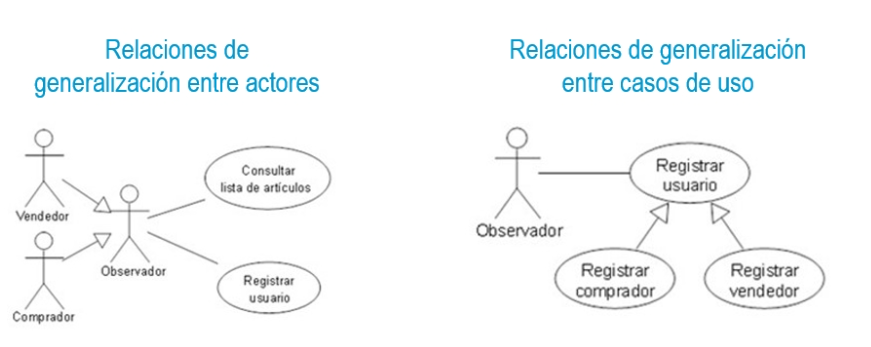 Relaciones de
generalización entre actores
Vendedor
Comprador
Observador
Consultar
lista de artículos
Registrar
usuario
Relaciones de generalización
entre casos de uso
Observador
Registrar
usuario
Registrar
comprador
Registrar
vendedor